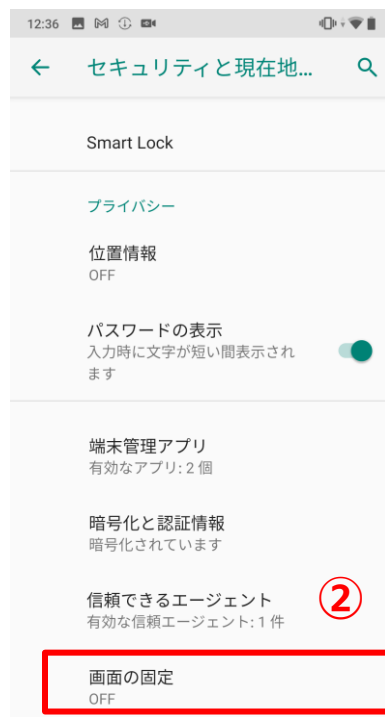 12:36
セキュリティと現在地...
Smart Lock
プライバシー
位置情報
OFF
パスワードの表示
入力時に文字が短い間表示され
ます
端末管理アプリ
有効なアプリ: 2 個
暗号化と認証情報
暗号化されています
信頼できるエージェント
有効な信頼エージェント: 1 件
②
画面の固定
OFF